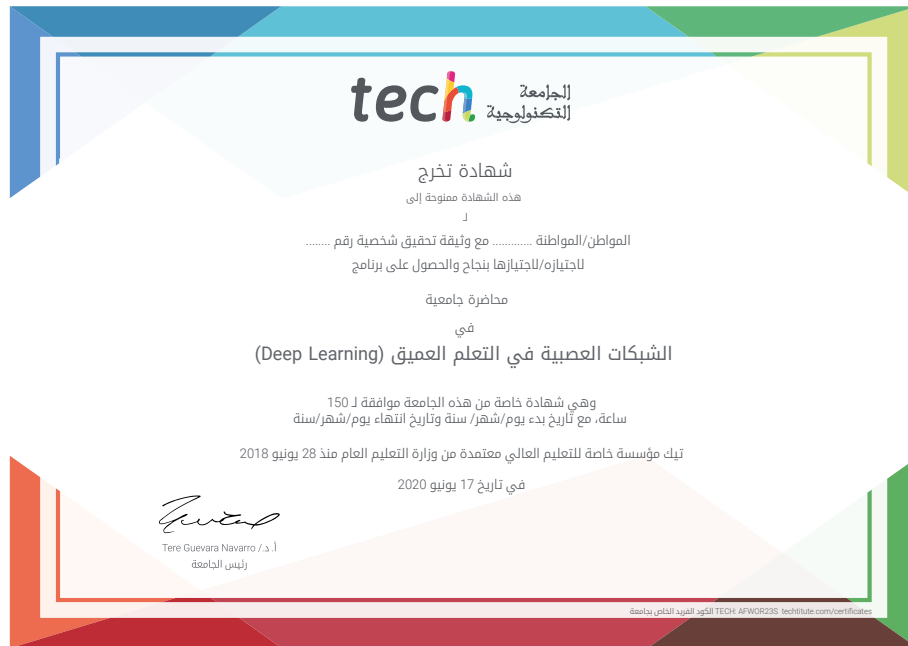 tech الجامعة
التكنولوجية
شهادة تخرج
هذه الشهادة ممنوحة إلى
لـ
المواطن/المواطنة ............. مع وثيقة تحقيق شخصية رقم ........
لاجتيازه/لاجتيازها بنجاح والحصول على برنامج
محاضرة جامعية
في
الشبكات العصبية في التعلم العميق (Deep Learning)
وهي شهادة خاصة من هذه الجامعة موافقة لـ 150
ساعة، مع تاريخ بدء يوم/شهر/ سنة وتاريخ انتهاء يوم/شهر/سنة
تيك مؤسسة خاصة للتعليم العالي معتمدة من وزارة التعليم العام منذ 28 يونيو 2018
في تاريخ 17 يونيو 2020
أ. د./ Tere Guevara Navarro
رئيس الجامعة
الكود الفريد الخاص بجامعة TECH: AFWOR23S: techtitute.com/certificates